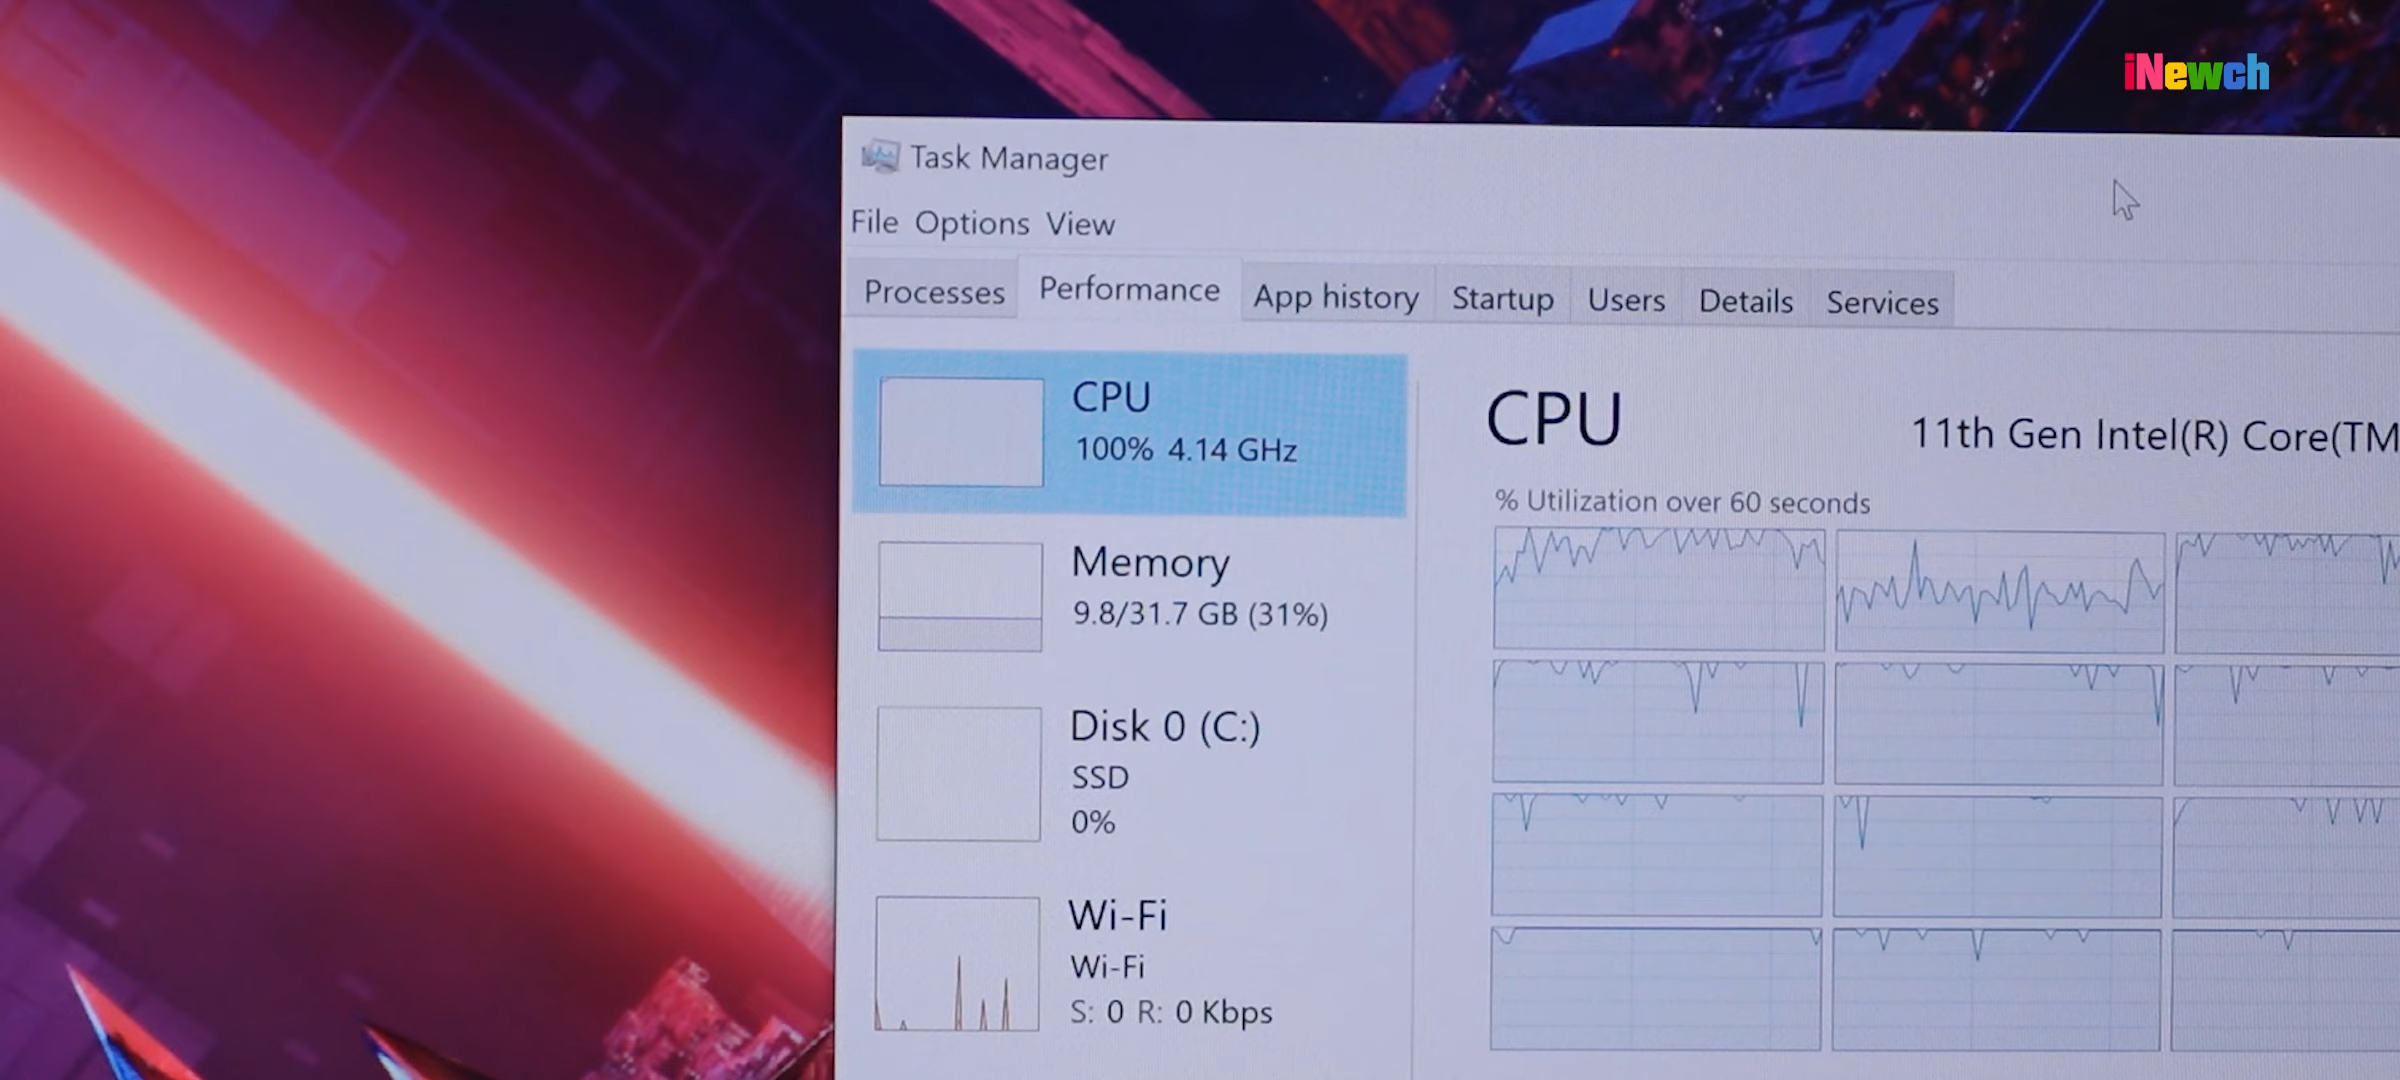 iNewch
Task Manager
File Options View
Processes Performance App history Startup Users Details Services
CPU
100% 4.14 GHz
Memory
9.8/31.7 GB (31%)
Disk 0 (C:)
SSD
0%
Wi-Fi
Wi-Fi
S: 0 R: 0 Kbps
CPU
11th Gen Intel(R) Core(TM
% Utilization over 60 seconds